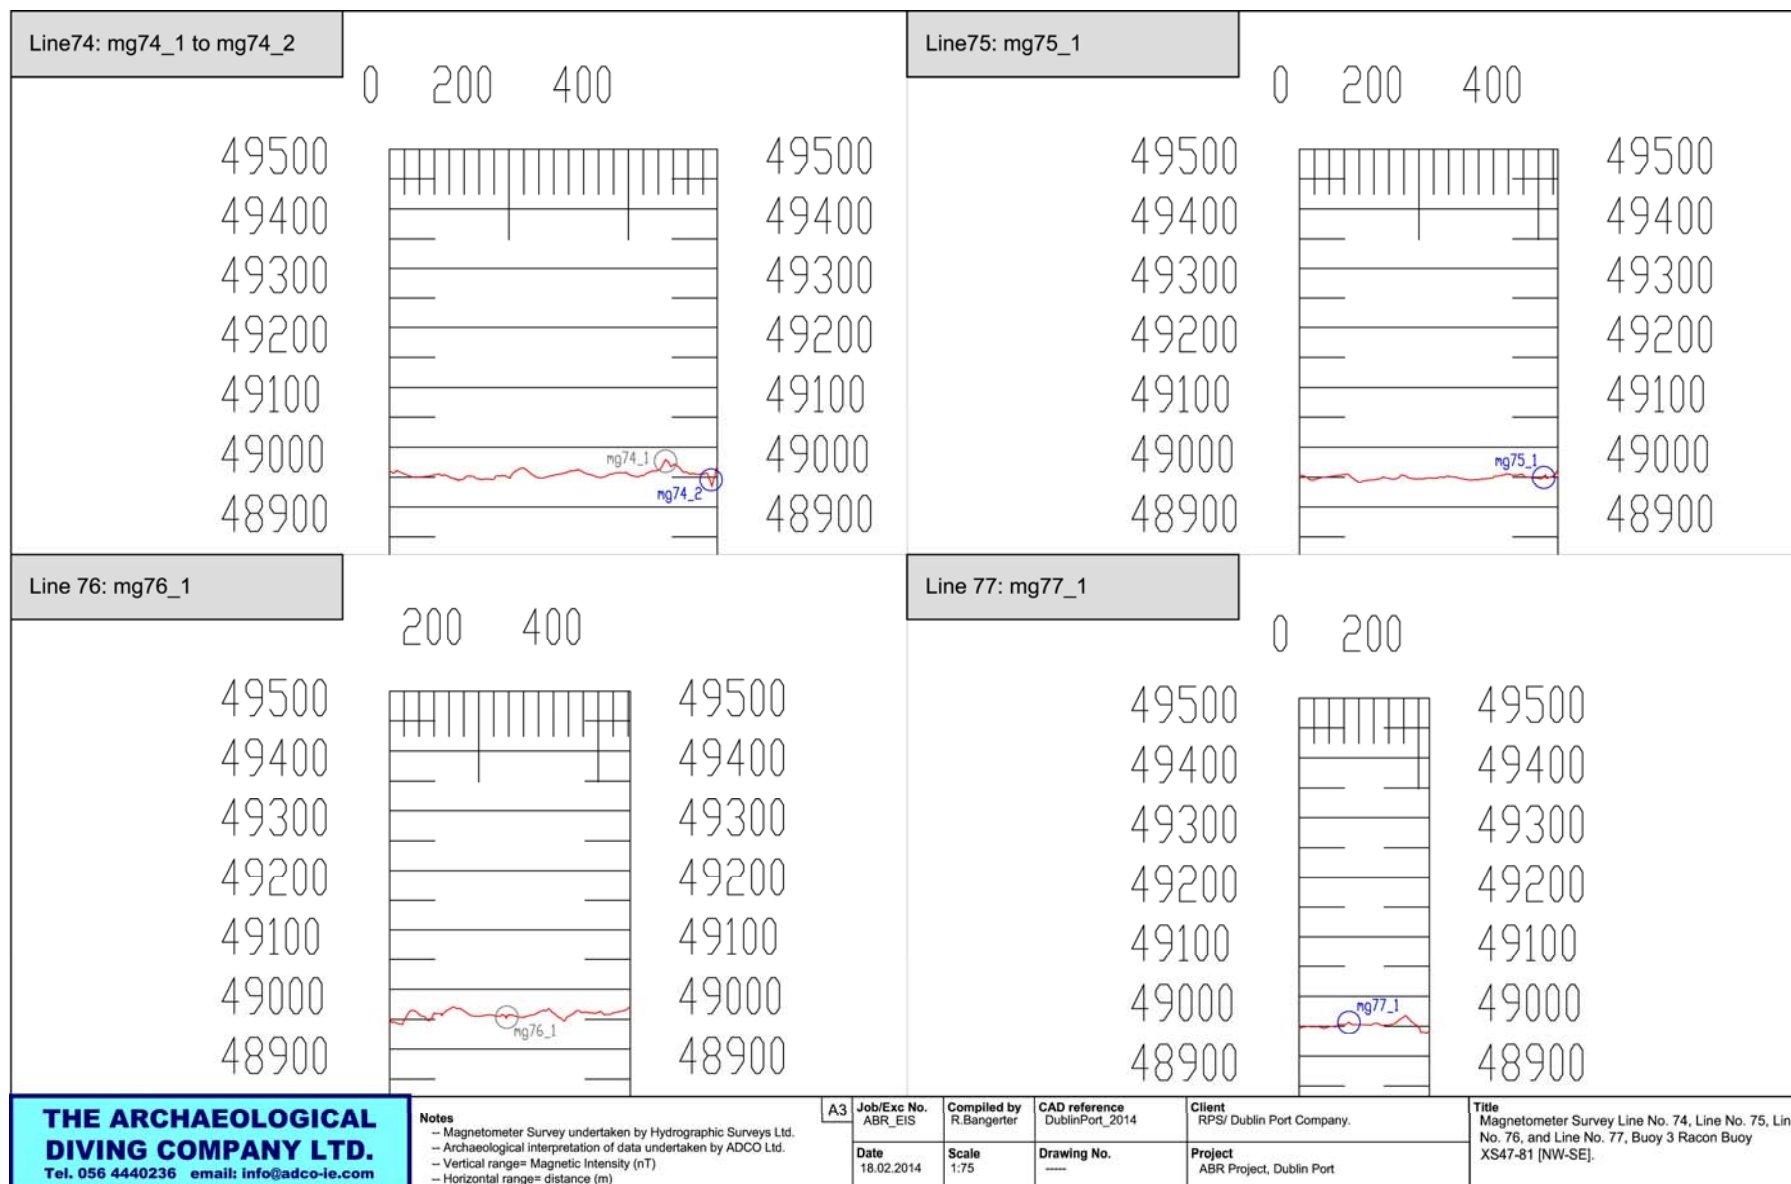 Line74: mg74_1 to mg74_2
0 200 400
49500 49500
49400 49400
49300 49300
49200 49200
49100 49100
49000 49000
48900 48900
mg74_1
mg74_2
Line75: mg75_1
0 200 400
49500 49500
49400 49400
49300 49300
49200 49200
49100 49100
49000 49000
48900 48900
mg75_1
Line 76: mg76_1
200 400
49500 49500
49400 49400
49300 49300
49200 49200
49100 49100
49000 49000
48900 48900
mg76_1
Line 77: mg77_1
0 200
49500 49500
49400 49400
49300 49300
49200 49200
49100 49100
49000 49000
48900 48900
mg77_1
THE ARCHAEOLOGICAL
DIVING COMPANY LTD.
Tel. 056 4440236 email: info@adco-ie.com
Notes
-- Magnetometer Survey undertaken by Hydrographic Surveys Ltd.
-- Archaeological interpretation of data undertaken by ADCO Ltd.
-- Vertical range= Magnetic Intensity (nT)
-- Horizontal range= distance (m)
A3
Job/Exc No.
ABR_EIS
Compiled by
R.Bangerter
CAD reference
DublinPort_2014
Client
RPS/ Dublin Port Company.
Date
18.02.2014
Scale
1:75
Drawing No.
-----
Project
ABR Project, Dublin Port
Title
Magnetometer Survey Line No. 74, Line No. 75, Lin
No. 76, and Line No. 77, Buoy 3 Racon Buoy
XS47-81 [NW-SE].